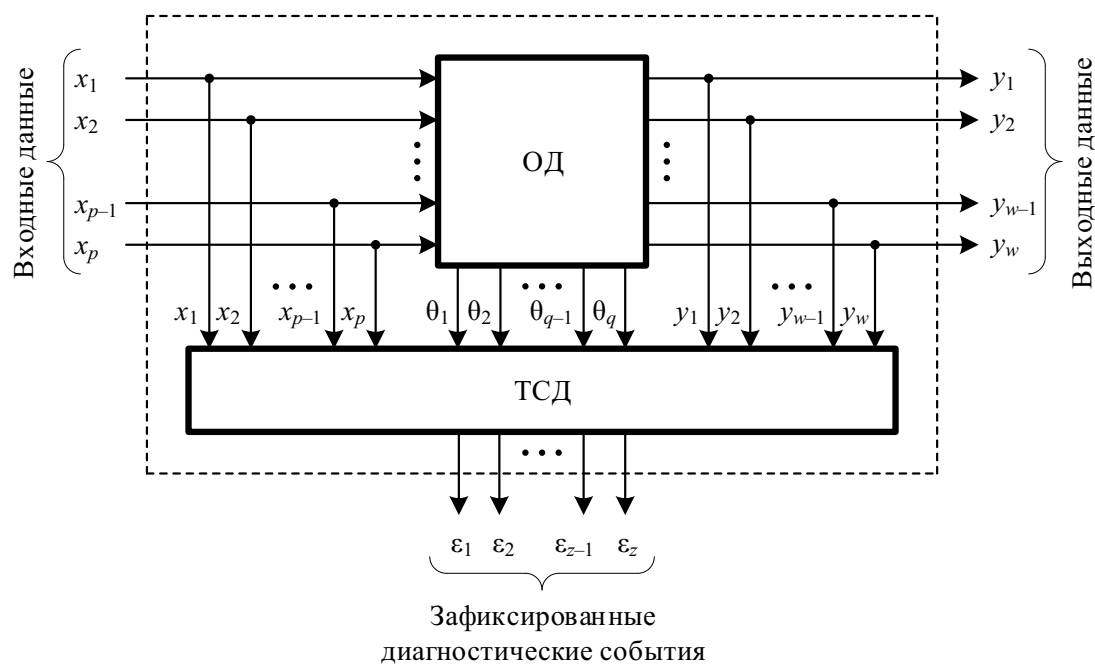 Входные данные
x1
x2
xp–1
xp
ОД
y1
y2
yw–1
yw
Выходные данные
x1 x2 xp–1 xp θ1 θ2 θq-1 θq y1 y2 yw–1 yw
ТСД
ε1 ε2 εz–1 εz
Зафиксированные
диагностические события